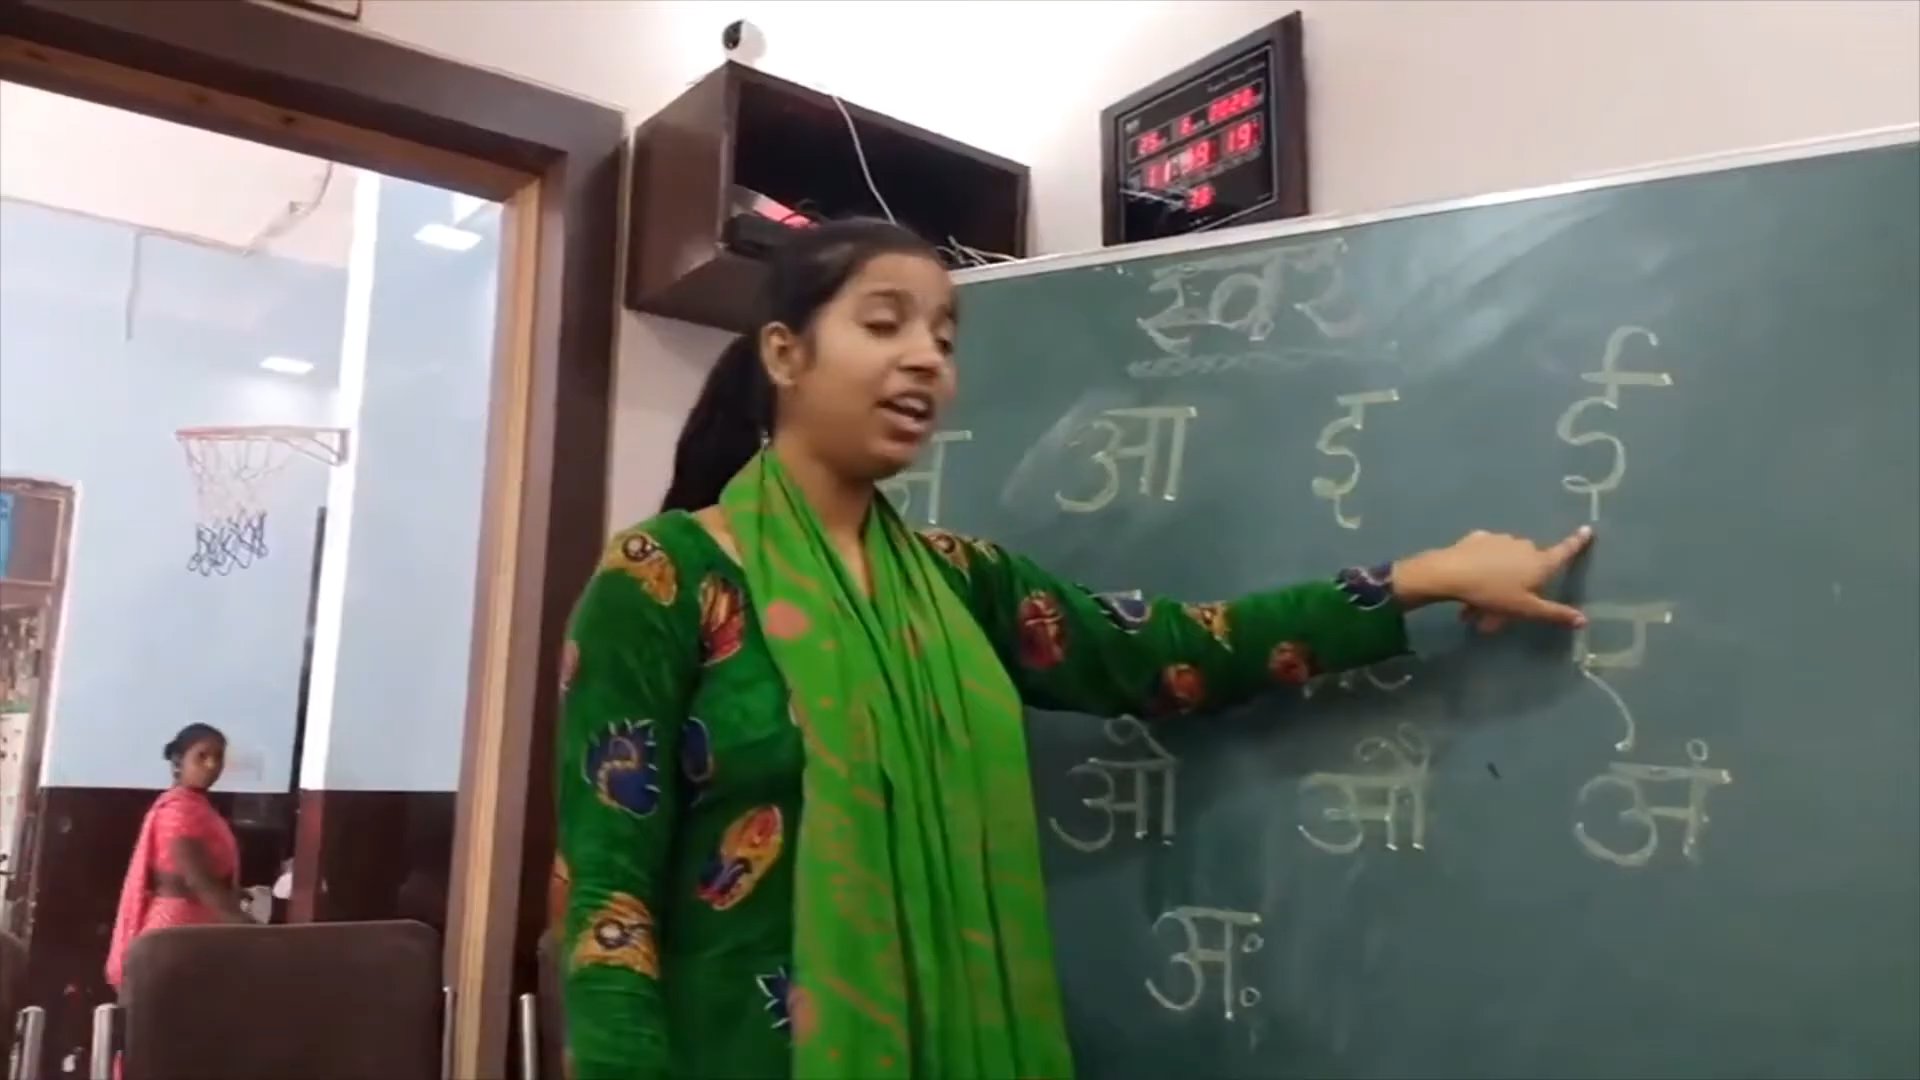 स्वर
अ आ इ ई
ए
ओ औ अं
अः